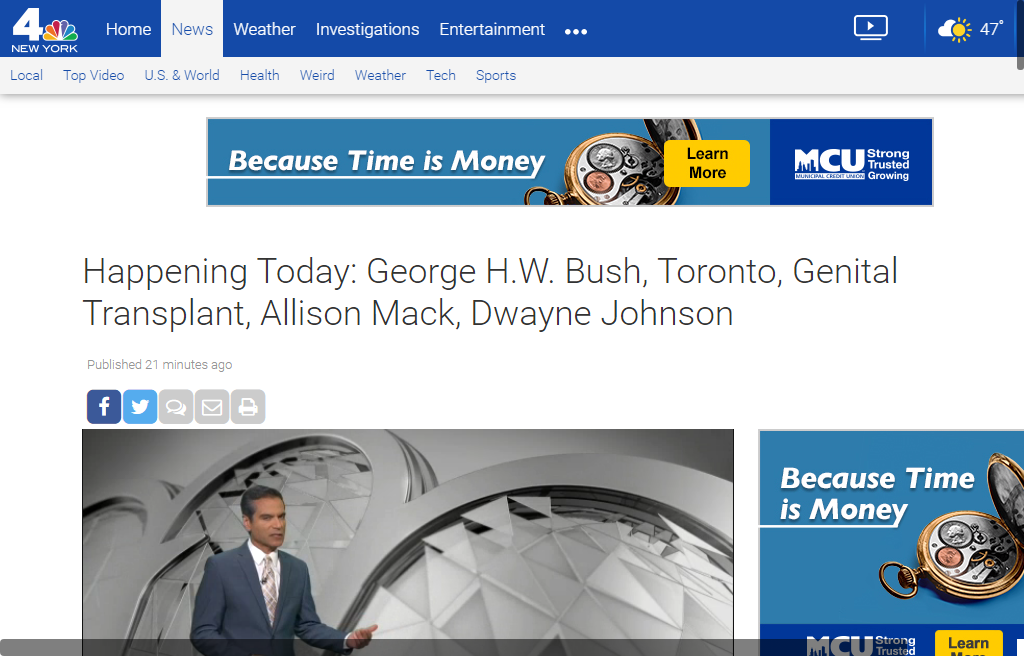 4
NEW YORK
Home
News
Weather
Investigations
Entertainment
47°
Local
Top Video
U.S. & World
Health
Weird
Weather
Tech
Sports
Because Time is Money
Learn
More
MCU
MUNICIPAL CREDIT UNION
Strong
Trusted
Growing
Happening Today: George H.W. Bush, Toronto, Genital
Transplant, Allison Mack, Dwayne Johnson
Published 21 minutes ago
Because Time
is Money
MCU
Strong
Trusted
Learn
More